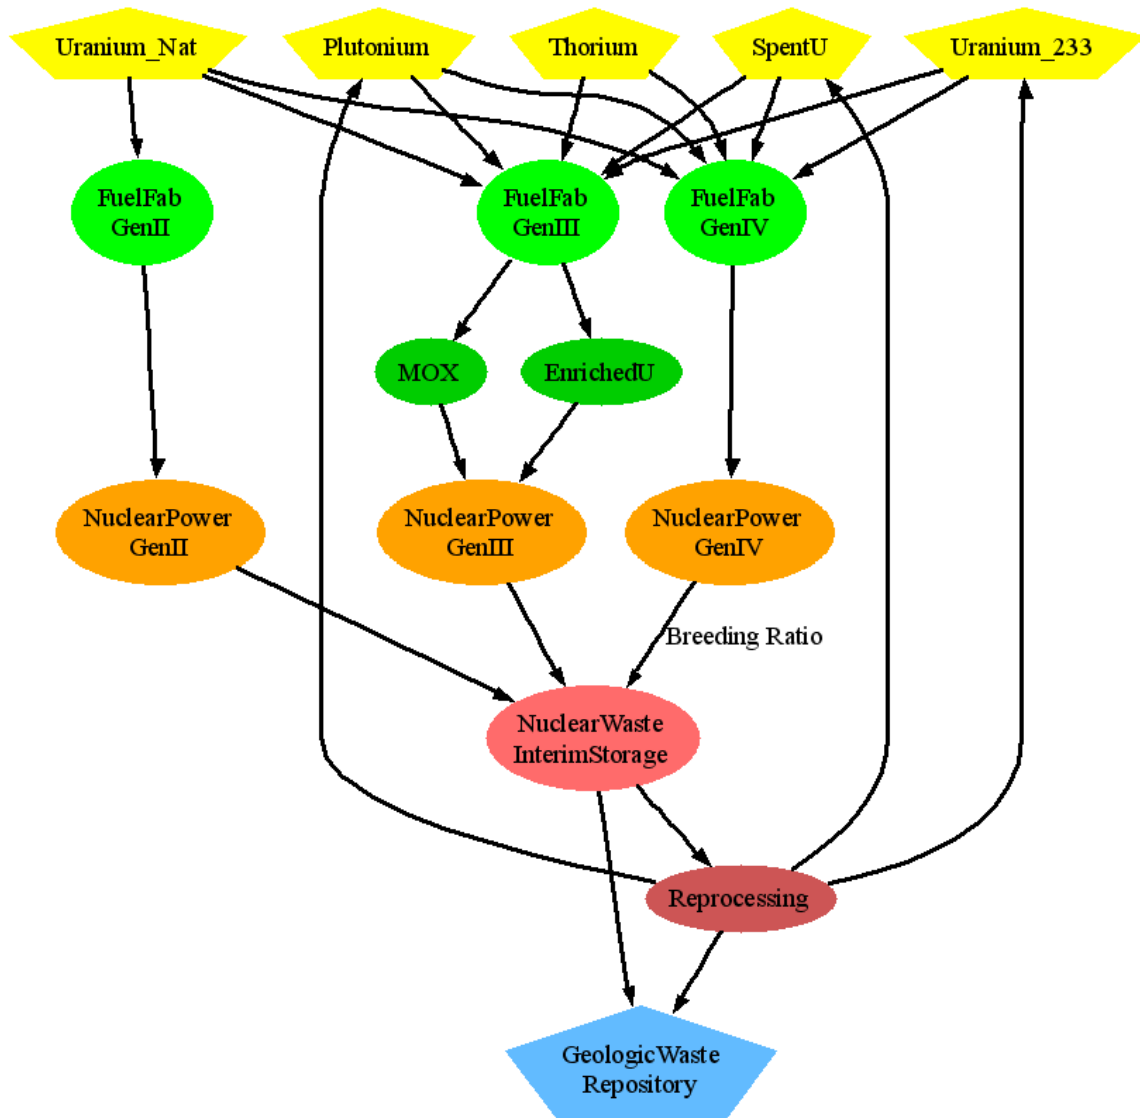 Uranium_Nat
Plutonium
Thorium
SpentU
Uranium_233
FuelFab
GenII
FuelFab
GenIII
FuelFab
GenIV
MOX
EnrichedU
NuclearPower
GenII
NuclearPower
GenIII
NuclearPower
GenIV
Breeding Ratio
NuclearWaste
InterimStorage
Reprocessing
GeologicWaste
Repository